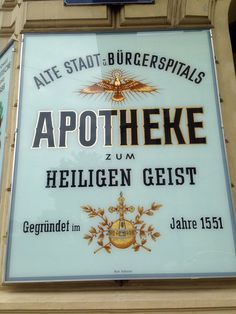 ALTE STADT U. BÜRGERSPITALS
APOTHEKE
ZUM
HEILIGEN GEIST
Gegründet im Jahre 1551